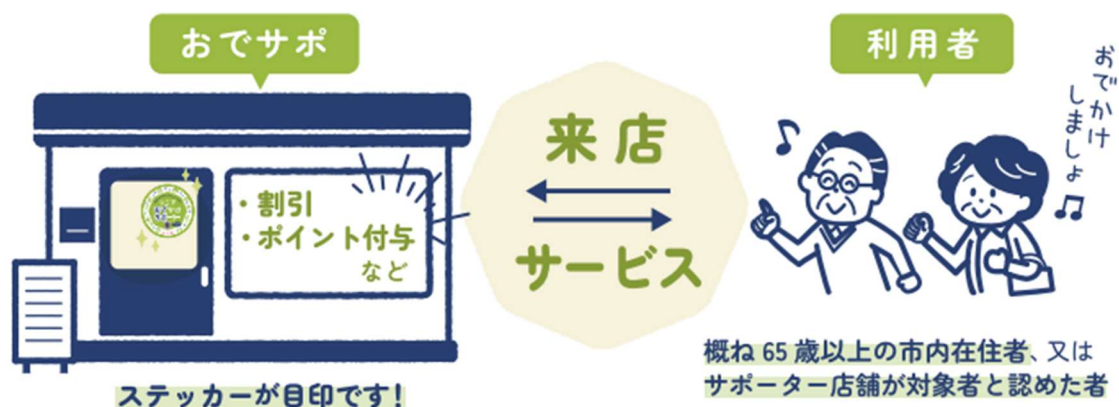 おでサポ
・割引
・ポイント付与
など
ステッカーが目印です！
来店
サービス
利用者
おでかけ
しましょ
概ね 65 歳以上の市内在住者、又は
サポーター店舗が対象者と認めた者